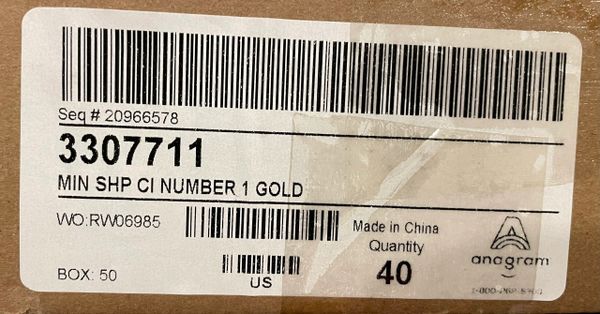 Seq # 20966578
3307711
MIN SHP CI NUMBER 1 GOLD
WO:RW06985
Made in China
Quantity
40
anagram
BOX: 50
US